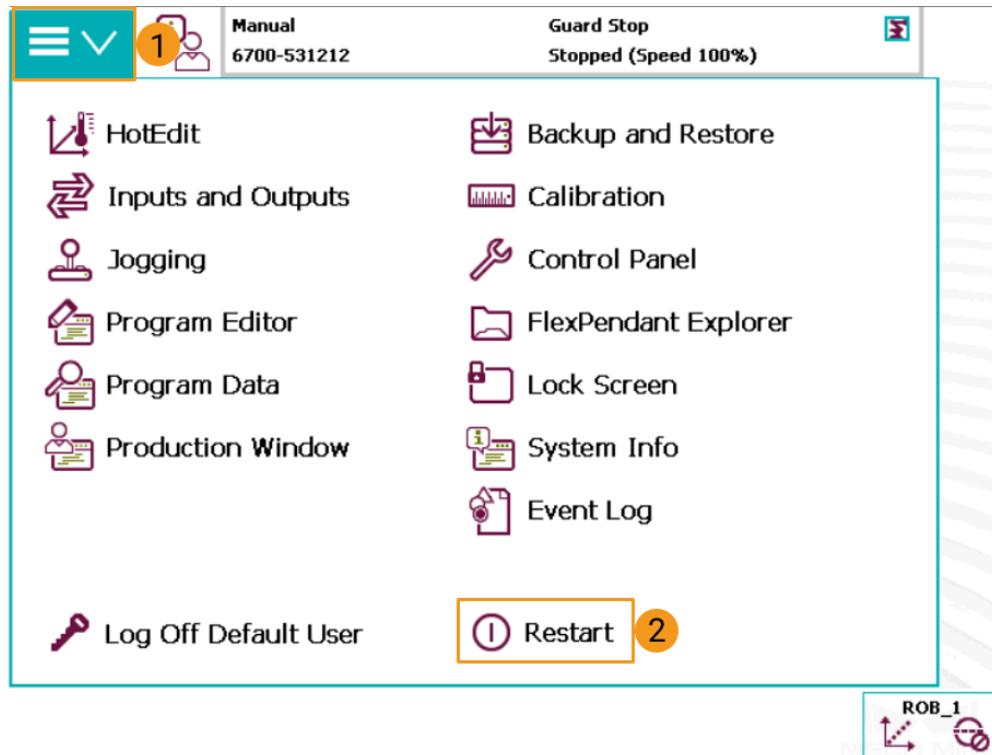 1
Manual
6700-531212
Guard Stop
Stopped (Speed 100%)
HotEdit
Inputs and Outputs
Jogging
Program Editor
Program Data
Production Window
Backup and Restore
Calibration
Control Panel
FlexPendant Explorer
Lock Screen
System Info
Event Log
Log Off Default User
Restart
2
ROB_1